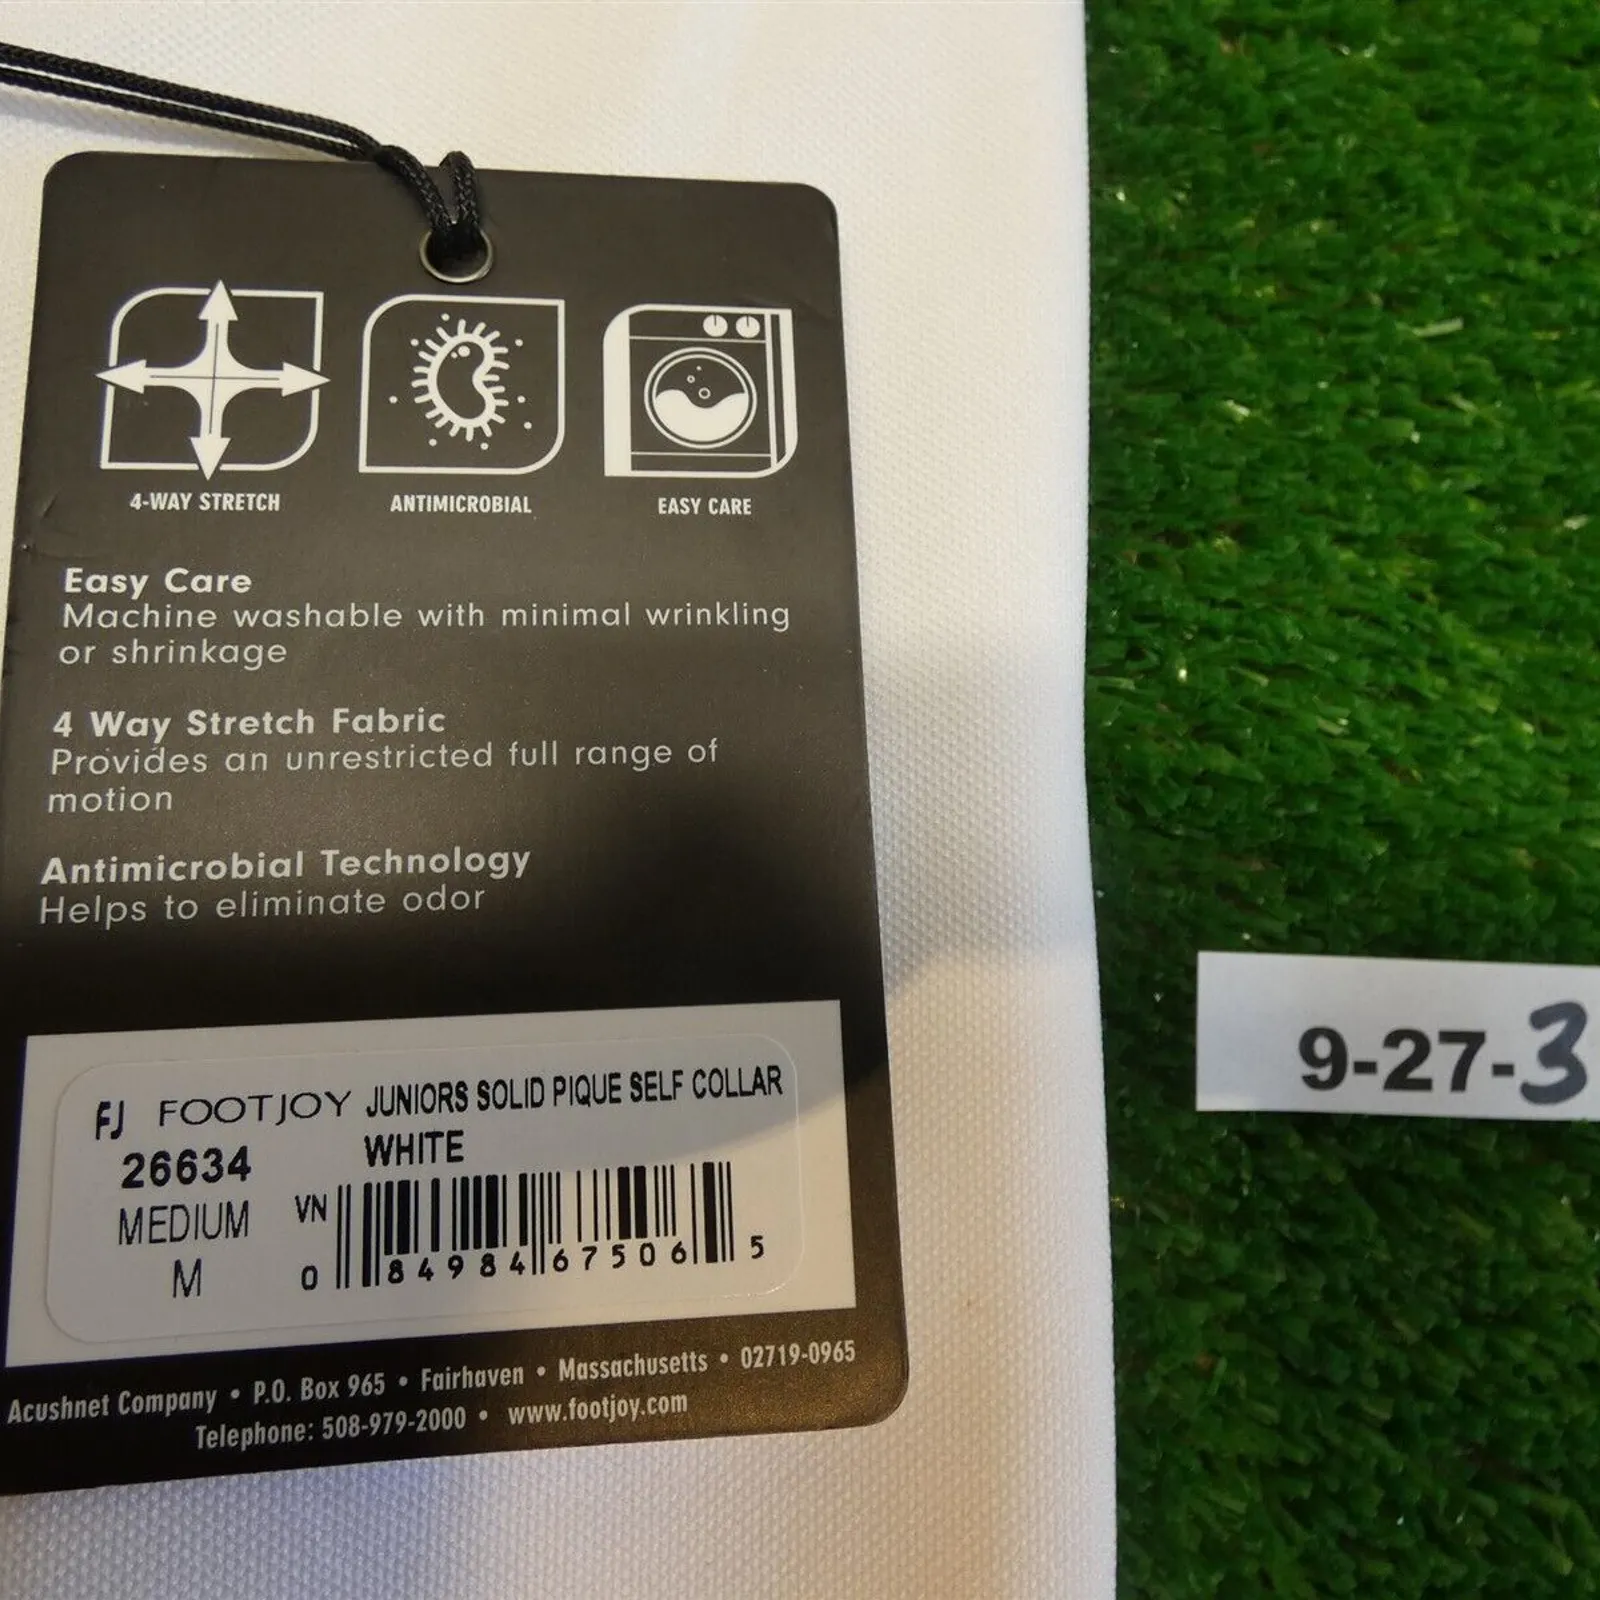 4-WAY STRETCH
ANTIMICROBIAL
EASY CARE
Easy Care
Machine washable with minimal wrinkling
or shrinkage
4 Way Stretch Fabric
Provides an unrestricted full range of
motion
Antimicrobial Technology
Helps to eliminate odor
FJ FOOTJOY JUNIORS SOLID PIQUE SELF COLLAR
26634 WHITE
MEDIUM VN
M 0 84984 67506 5
Acushnet Company • P.O. Box 965 • Fairhaven • Massachusetts • 02719-0965
Telephone: 508-979-2000 • www.footjoy.com
9-27-3